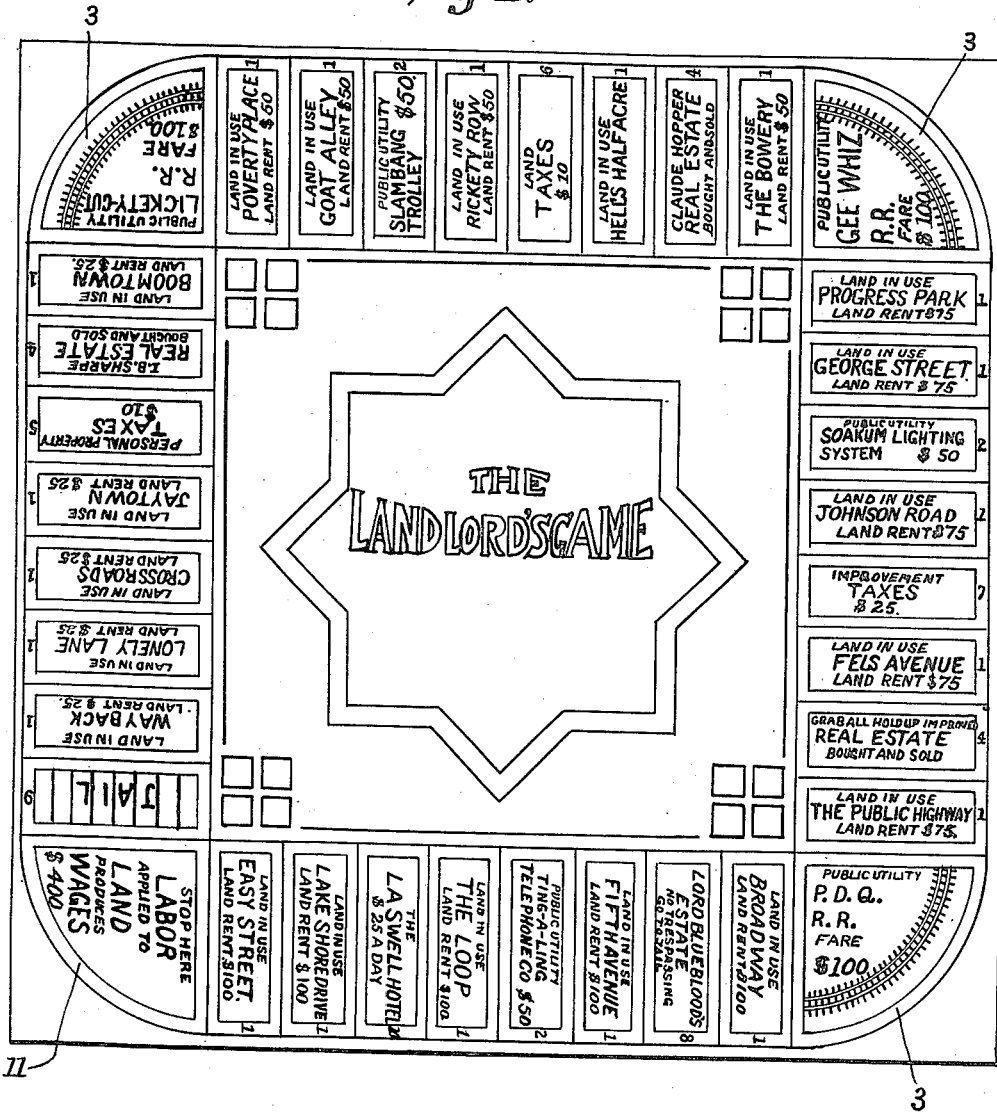 3
3
PUBLIC UTILITY
LICKETY-CUT
R.R.
FARE
$100.
1
LAND IN USE
POVERTY PLACE
LAND RENT $50
1
LAND IN USE
GOAT ALLEY
LAND RENT $50
2
PUBLIC UTILITY
SLAMBANG $50.
TROLLEY
1
LAND IN USE
RICKETY ROW
LAND RENT $50
6
LAND
TAXES
$10
1
LAND IN USE
HELL'S HALF ACRE
4
CLAUDE HOPPER
REAL ESTATE
BOUGHT AND SOLD
1
LAND IN USE
THE BOWERY
LAND RENT $50
PUBLIC UTILITY
GEE WHIZ
R.R.
FARE
$100
LAND IN USE
PROGRESS PARK
LAND RENT $75
1
LAND IN USE
GEORGE STREET.
LAND RENT $75
1
PUBLIC UTILITY
SOAKUM LIGHTING
SYSTEM $50
2
LAND IN USE
JOHNSON ROAD
LAND RENT $75
1
IMPROVEMENT
TAXES
$25.
7
LAND IN USE
FELS AVENUE
LAND RENT $75
1
GRABALL HOLDUP IMPROVED
REAL ESTATE
BOUGHT AND SOLD
4
LAND IN USE
THE PUBLIC HIGHWAY
LAND RENT $75.
1
PUBLIC UTILITY
P.D.Q.
R.R.
FARE
$100
3
LAND IN USE
BROADWAY
LAND RENT $100
1
LORD BLUEBLOOD'S
ESTATE
NO TRESPASSING
GO TO JAIL
8
LAND IN USE
FIFTH AVENUE
LAND RENT $100
1
PUBLIC UTILITY
TING-A-LING
TELEPHONE CO $50
2
LAND IN USE
THE LOOP
LAND RENT $100
1
THE
LASWELL HOTEL
$25 A DAY
LAND IN USE
LAKE SHORE DRIVE
LAND RENT $100
1
LAND IN USE
EASY STREET
LAND RENT $100
1
STOP HERE
LABOR
APPLIED TO
LAND
PRODUCES
WAGES
$400
11
JAIL
9
LAND IN USE
WAYBACK
LAND RENT $25.
1
LAND IN USE
LONELY LANE
LAND RENT $25
1
LAND IN USE
CROSSROADS
LAND RENT $25
1
LAND IN USE
JAYTOWN
LAND RENT $25
1
PERSONAL PROPERTY
TAXES
$10
5
I.B. SHARPE
REAL ESTATE
BOUGHT AND SOLD
4
LAND IN USE
BOOMTOWN
LAND RENT $25.
1
THE
LANDLORD'S GAME